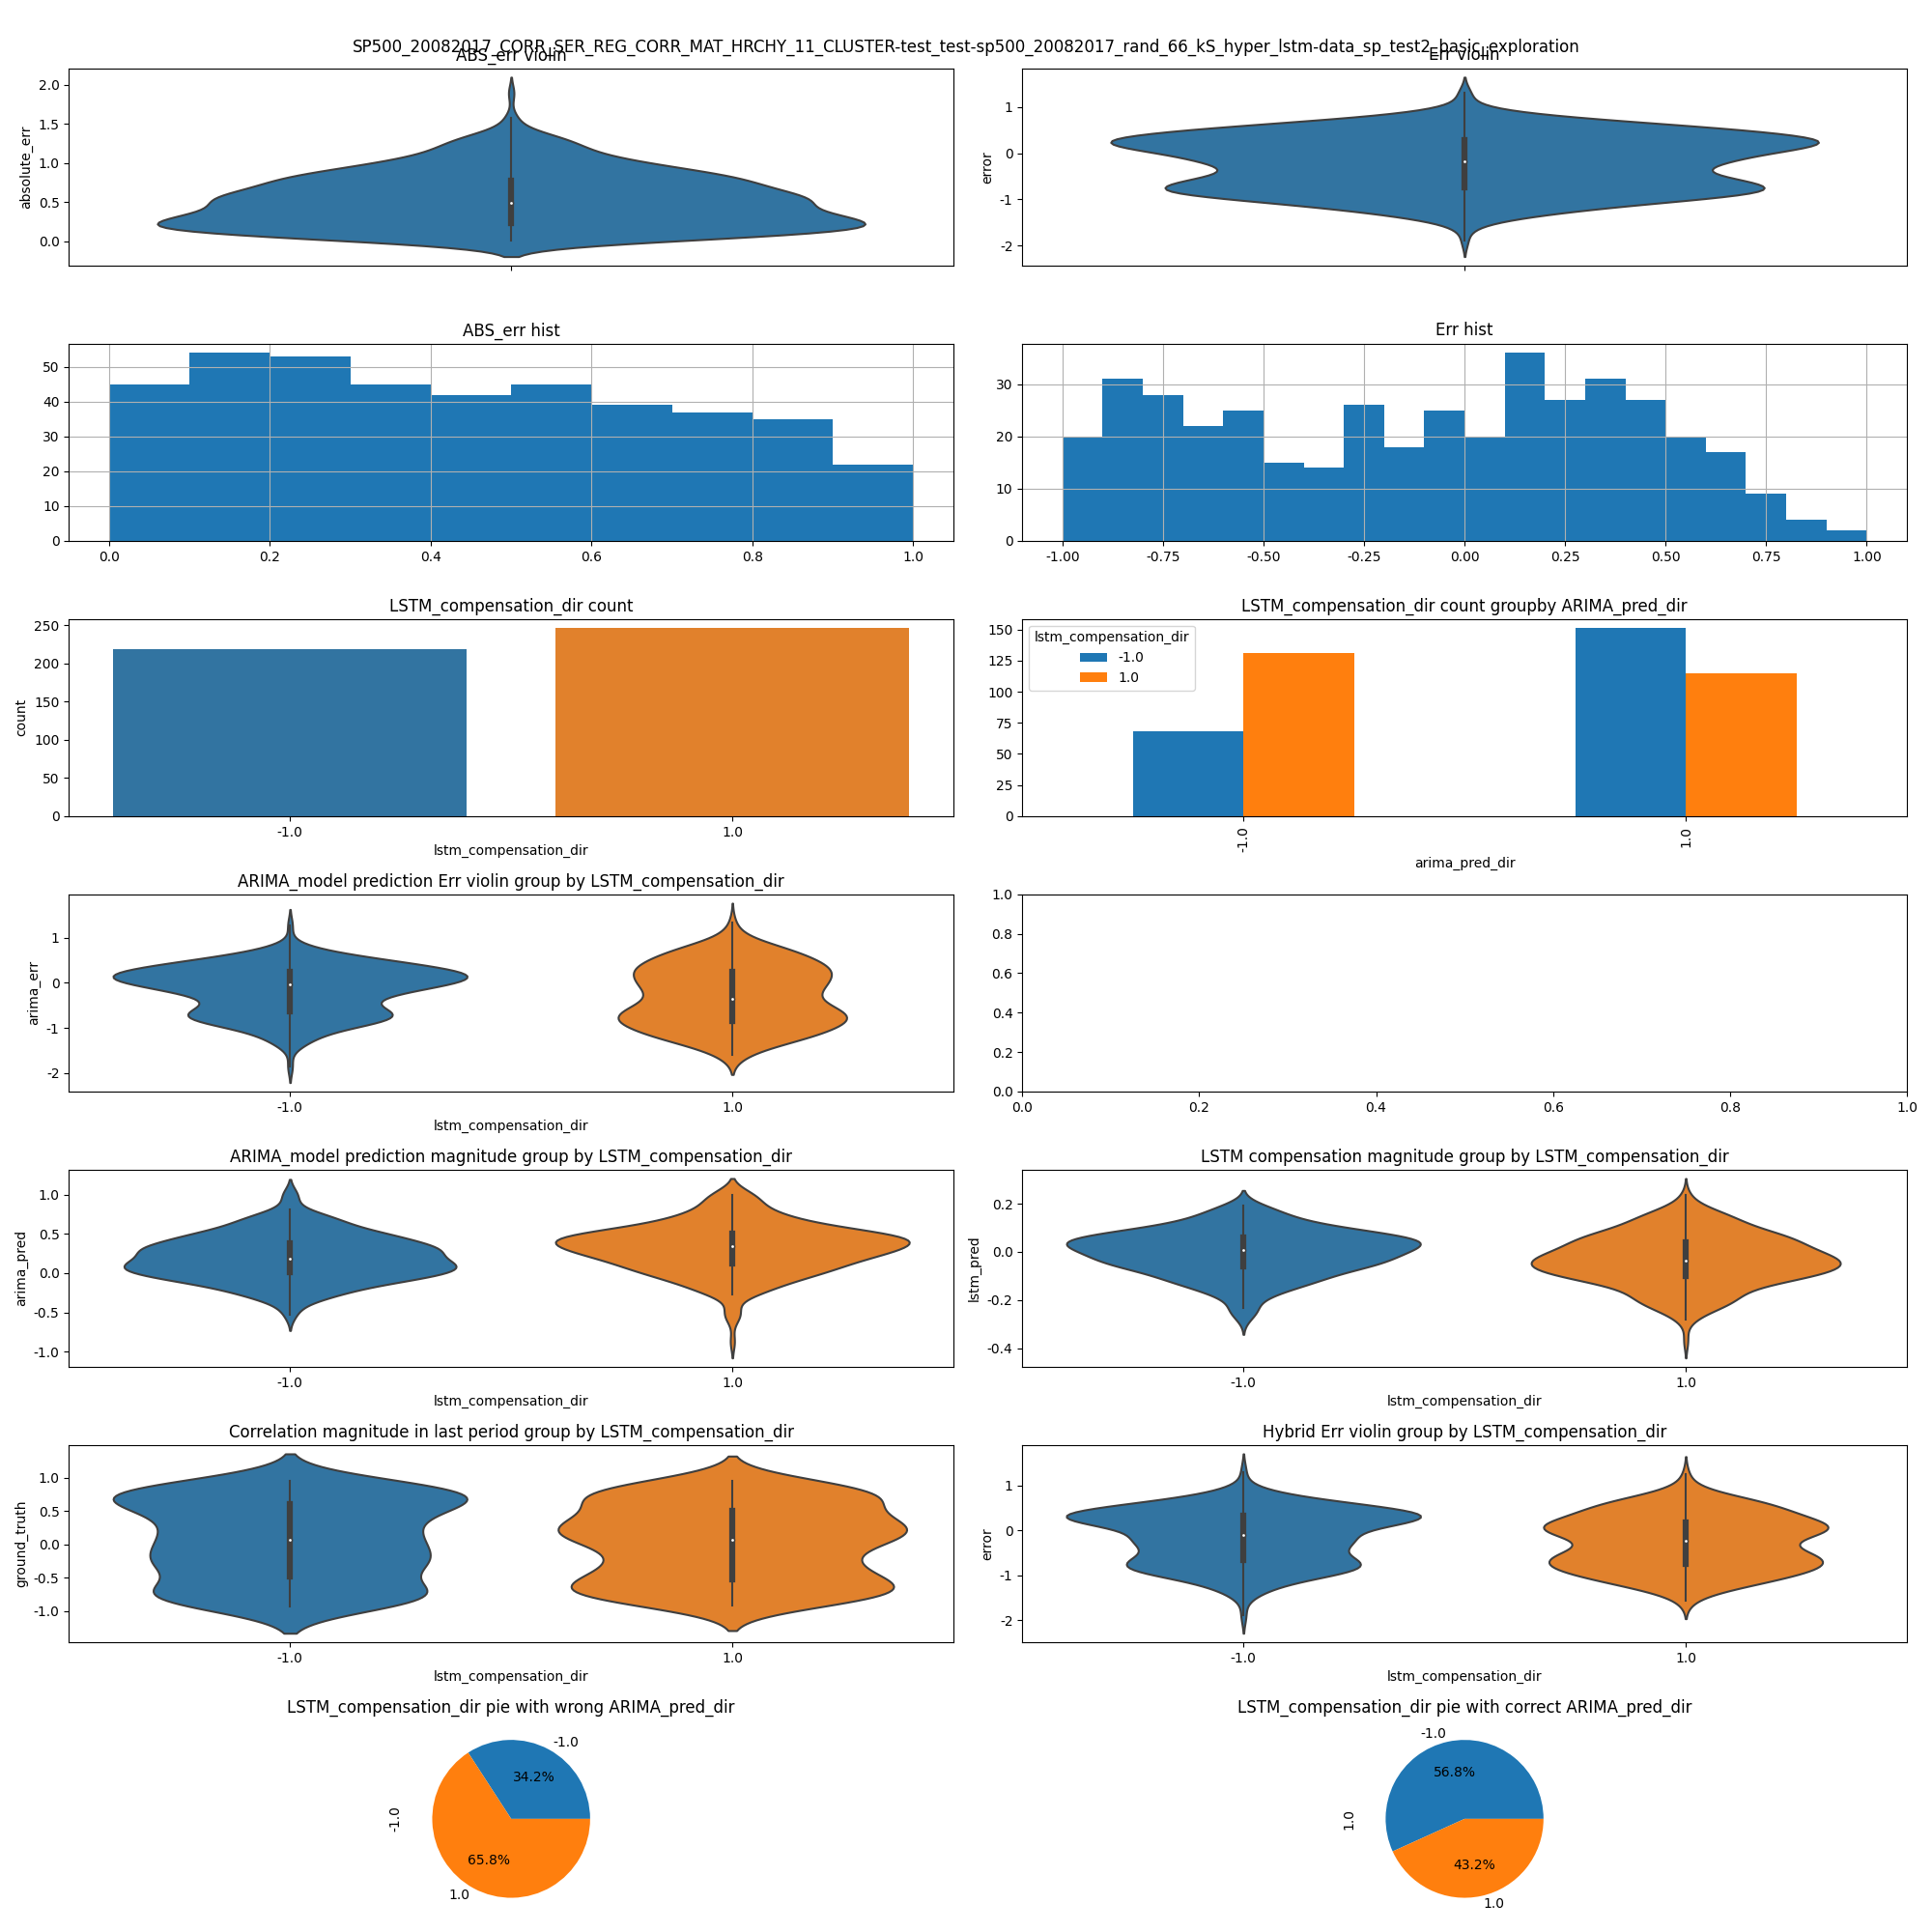 SP500_20082017_CORR_SER_REG_CORR_MAT_HRCHY_11_CLUSTER-test_test-sp500_20082017_rand_66_kS_hyper_lstm-data_sp_test2_basic_exploration
ABS_err violin
absolute_err
2.0
1.5
1.0
0.5
0.0
Err violin
error
1
0
-1
-2
ABS_err hist
50
40
30
20
10
0
0.0 0.2 0.4 0.6 0.8 1.0
Err hist
30
20
10
0
-1.00 -0.75 -0.50 -0.25 0.00 0.25 0.50 0.75 1.00
LSTM_compensation_dir count
count
250
200
150
100
50
0
-1.0 1.0
lstm_compensation_dir
LSTM_compensation_dir count groupby ARIMA_pred_dir
150
125
100
75
50
25
0
lstm_compensation_dir
-1.0
1.0
-1.0 1.0
arima_pred_dir
ARIMA_model prediction Err violin group by LSTM_compensation_dir
arima_err
1
0
-1
-2
-1.0 1.0
lstm_compensation_dir
1.0
0.8
0.6
0.4
0.2
0.0
0.0 0.2 0.4 0.6 0.8 1.0
ARIMA_model prediction magnitude group by LSTM_compensation_dir
arima_pred
1.0
0.5
0.0
-0.5
-1.0
-1.0 1.0
lstm_compensation_dir
LSTM compensation magnitude group by LSTM_compensation_dir
lstm_pred
0.2
0.0
-0.2
-0.4
-1.0 1.0
lstm_compensation_dir
Correlation magnitude in last period group by LSTM_compensation_dir
ground_truth
1.0
0.5
0.0
-0.5
-1.0
-1.0 1.0
lstm_compensation_dir
Hybrid Err violin group by LSTM_compensation_dir
error
1
0
-1
-2
-1.0 1.0
lstm_compensation_dir
LSTM_compensation_dir pie with wrong ARIMA_pred_dir
-1.0
-1.0
34.2%
65.8%
1.0
LSTM_compensation_dir pie with correct ARIMA_pred_dir
1.0
-1.0
56.8%
43.2%
1.0